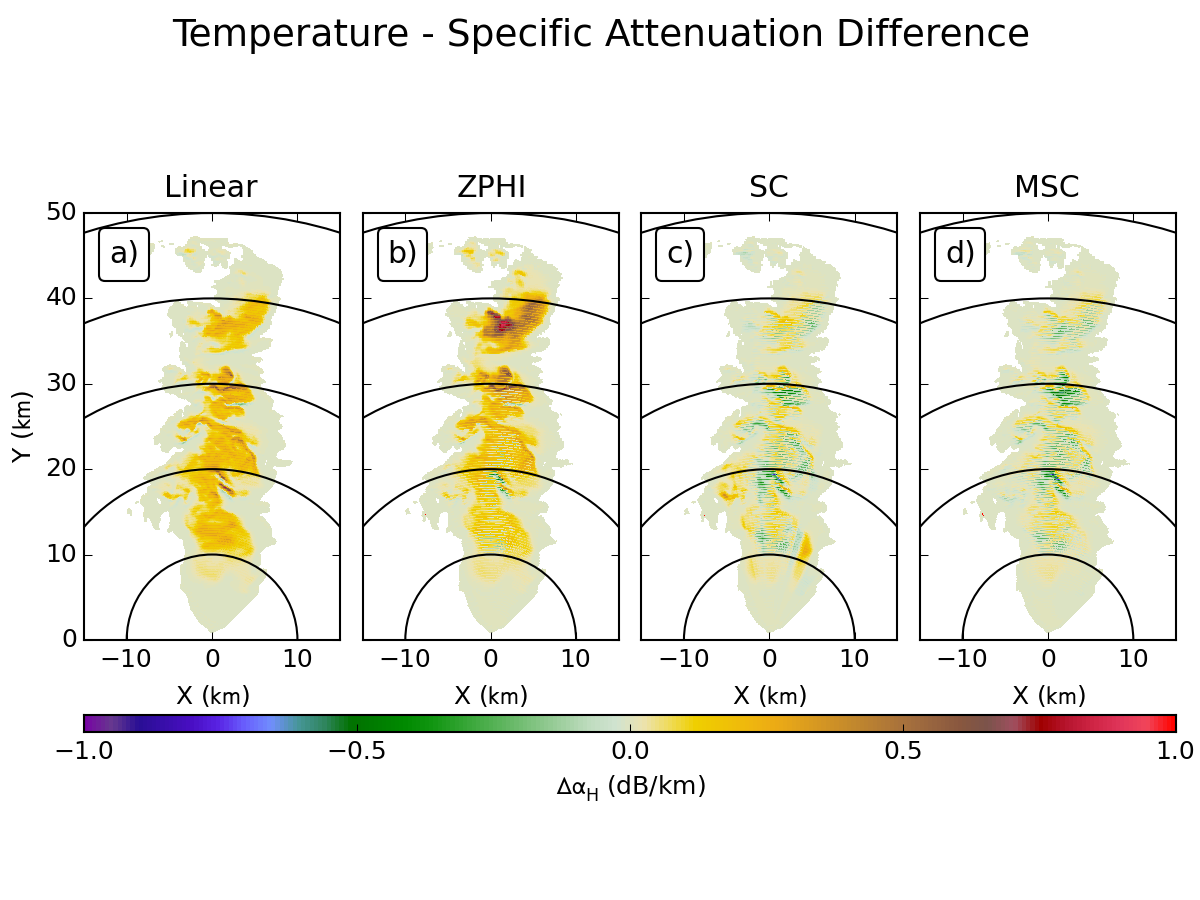 Temperature - Specific Attenuation Difference
Linear ZPHI SC MSC
a) b) c) d)
50
40
30
20
10
0
Y (km)
−10 0 10 −10 0 10 −10 0 10 −10 0 10
X (km) X (km) X (km) X (km)
−1.0 −0.5 0.0 0.5 1.0
ΔαH (dB/km)